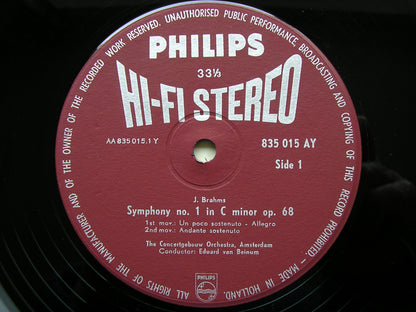 ALL RIGHTS OF THE MANUFACTURER AND OF THE OWNER OF THE RECORDED WORK RESERVED. UNAUTHORISED PUBLIC PERFORMANCE, BROADCASTING AND COPYING OF THIS RECORD PROHIBITED. - MADE IN HOLLAND.
PHILIPS
33⅓
HI-FI STEREO
AA 835 015.1 Y
835 015 AY
Side 1
J. Brahms
Symphony no. 1 in C minor op. 68
1st mov.: Un poco sostenuto - Allegro
2nd mov.: Andante sostenuto
The Concertgebouw Orchestra, Amsterdam
Conductor: Eduard van Beinum
PHILIPS